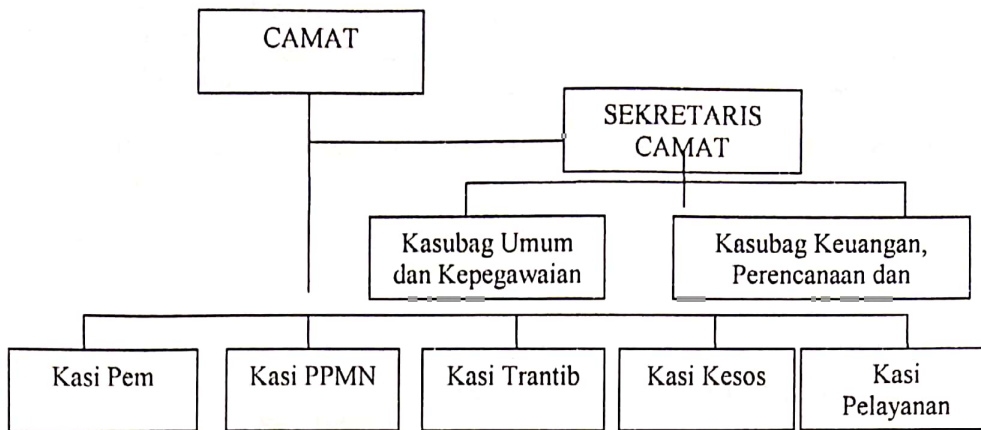 CAMAT
SEKRETARIS
CAMAT
Kasubag Umum
dan Kepegawaian
Kasubag Keuangan,
Perencanaan dan
Kasi Pem
Kasi PPMN
Kasi Trantib
Kasi Kesos
Kasi
Pelayanan